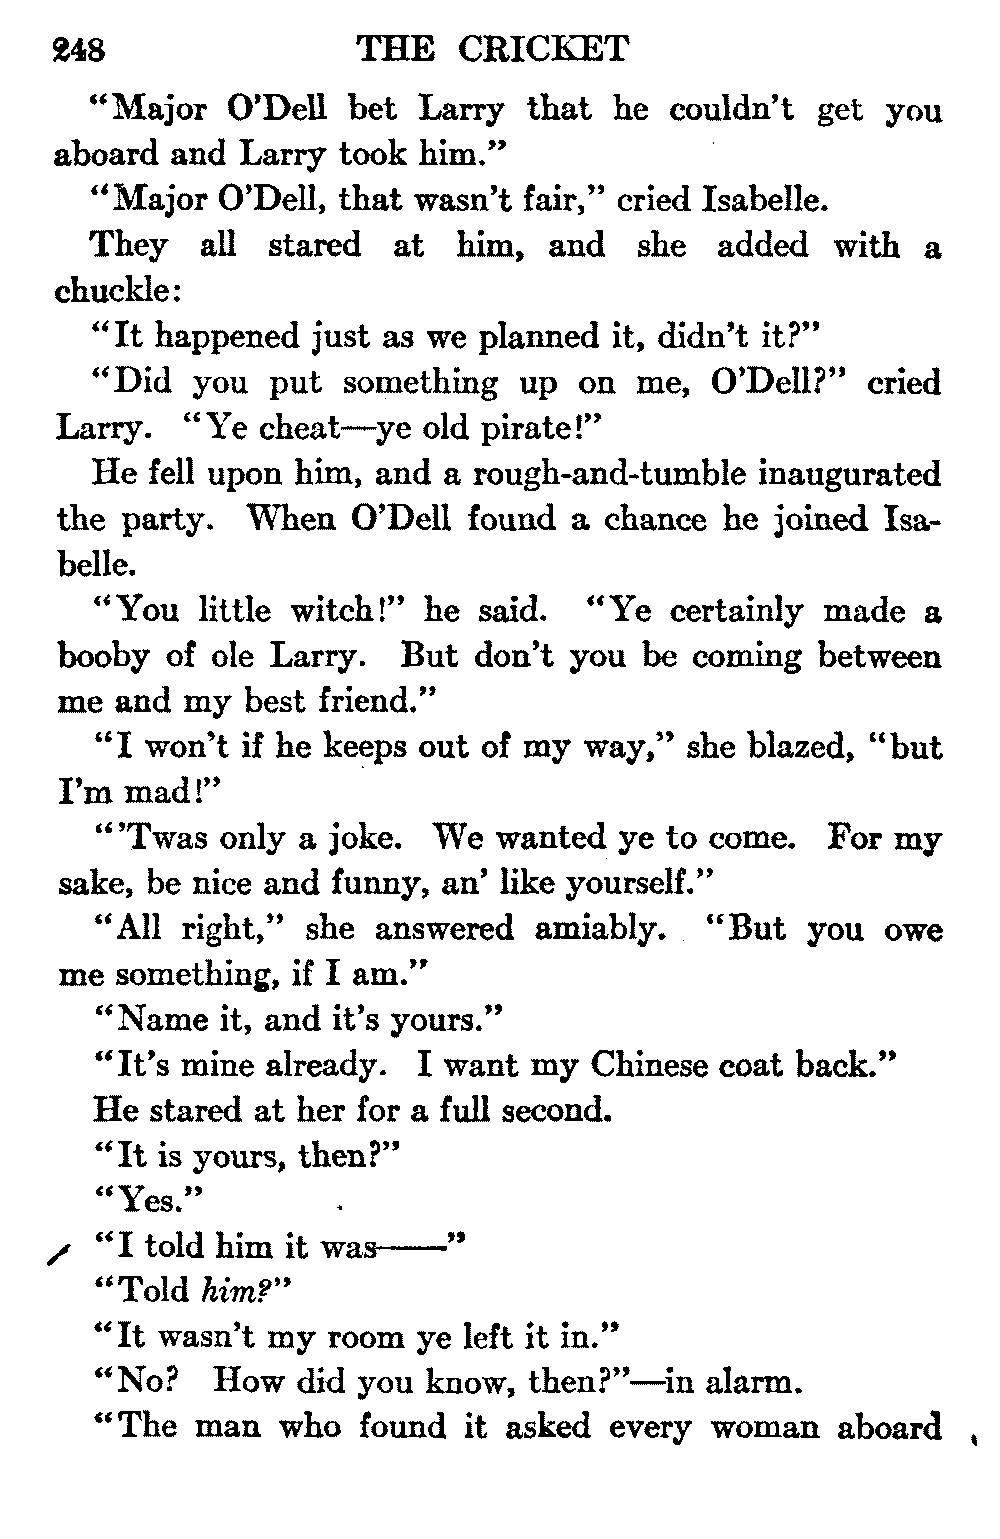 248 THE CRICKET
“Major O’Dell bet Larry that he couldn’t get you
aboard and Larry took him.”
“Major O’Dell, that wasn’t fair,” cried Isabelle.
They all stared at him, and she added with a
chuckle:
“It happened just as we planned it, didn’t it?”
“Did you put something up on me, O’Dell?” cried
Larry. “Ye cheat—ye old pirate!”
He fell upon him, and a rough-and-tumble inaugurated
the party. When O’Dell found a chance he joined Isa-
belle.
“You little witch!” he said. “Ye certainly made a
booby of ole Larry. But don’t you be coming between
me and my best friend.”
“I won’t if he keeps out of my way,” she blazed, “but
I’m mad!”
“’Twas only a joke. We wanted ye to come. For my
sake, be nice and funny, an’ like yourself.”
“All right,” she answered amiably. “But you owe
me something, if I am.”
“Name it, and it’s yours.”
“It’s mine already. I want my Chinese coat back.”
He stared at her for a full second.
“It is yours, then?”
“Yes.”
“I told him it was——”
“Told him?”
“It wasn’t my room ye left it in.”
“No? How did you know, then?”—in alarm.
“The man who found it asked every woman aboard